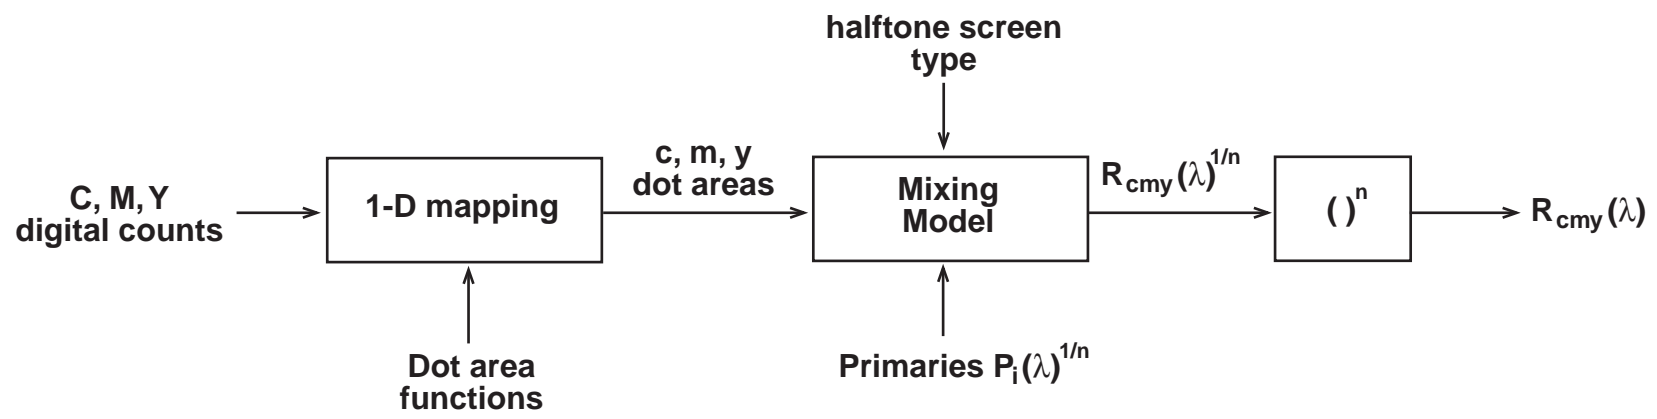 halftone screen
type
c, m, y
dot areas
C, M, Y
digital counts
1-D mapping
Mixing
Model
R_cmy(λ)^1/n
( )^n
R_cmy(λ)
Dot area
functions
Primaries P_i(λ)^1/n